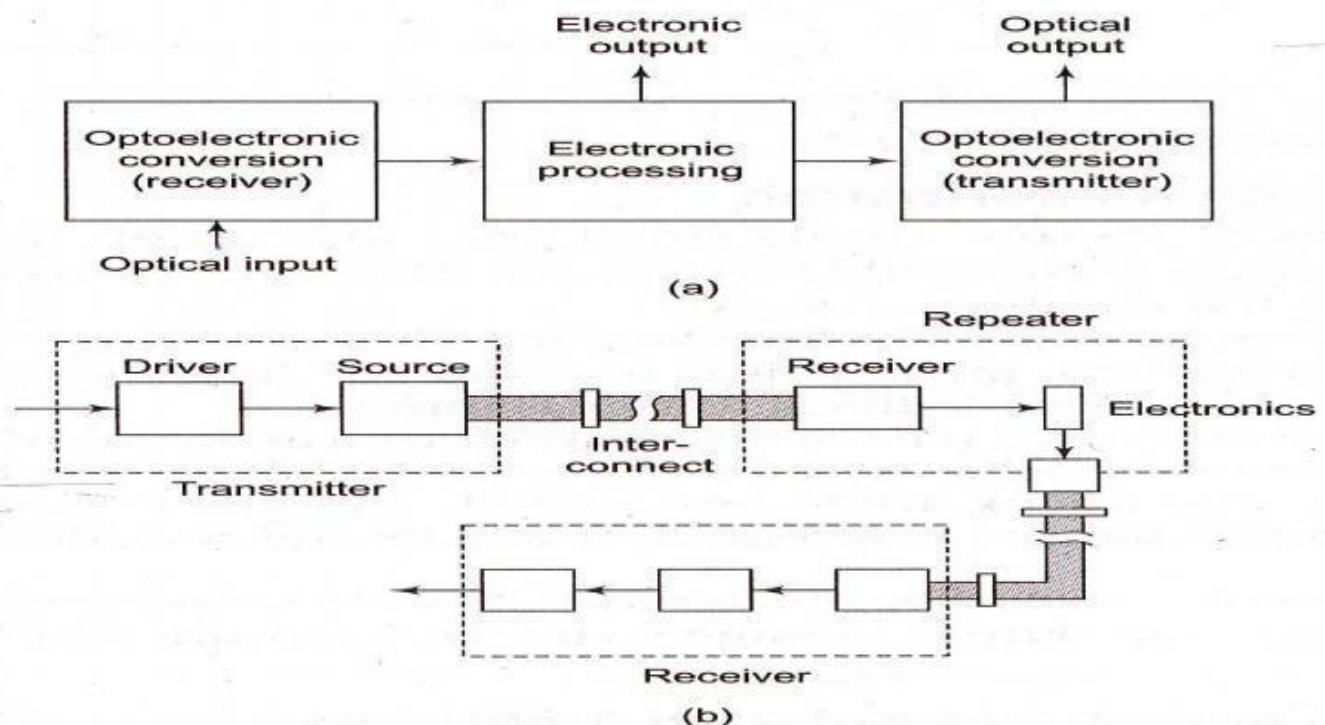 Electronic
output
Optical
output
Optoelectronic
conversion
(receiver)
Electronic
processing
Optoelectronic
conversion
(transmitter)
Optical input
(a)
Repeater
Driver
Source
Receiver
Electronics
Inter-
connect
Transmitter
Receiver
(b)